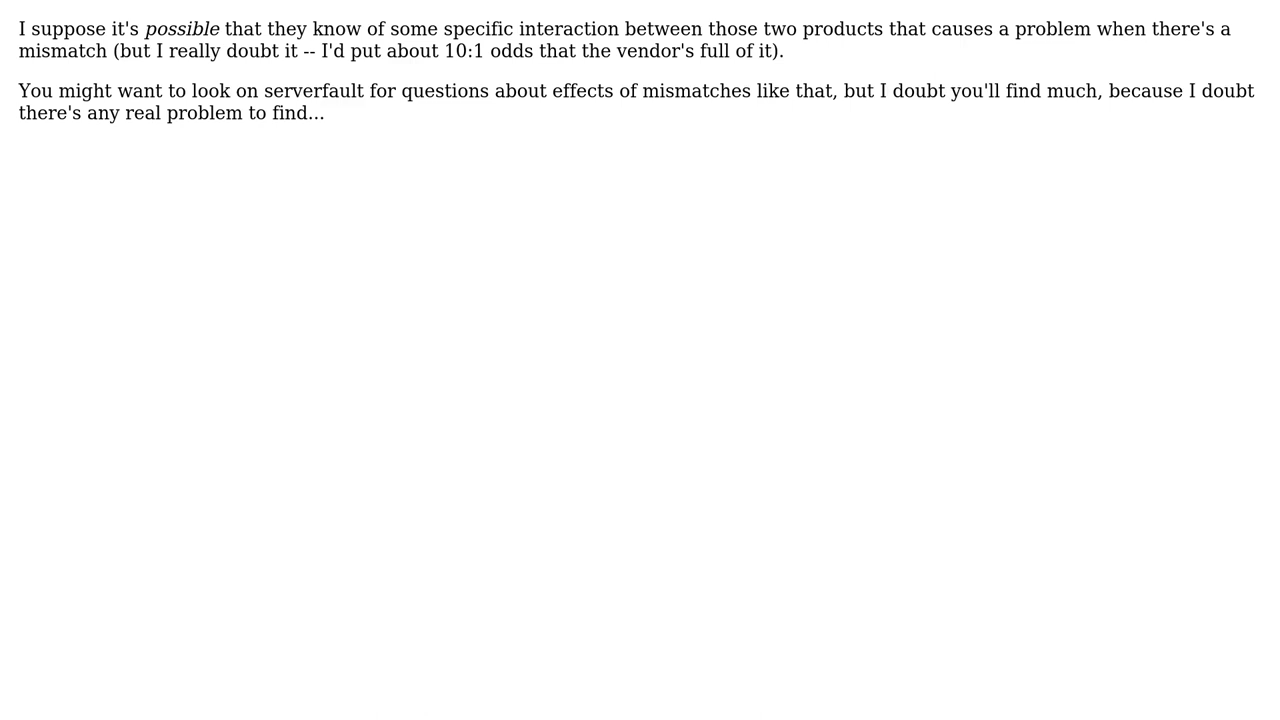 I suppose it's possible that they know of some specific interaction between those two products that causes a problem when there's a
mismatch (but I really doubt it -- I'd put about 10:1 odds that the vendor's full of it).
You might want to look on serverfault for questions about effects of mismatches like that, but I doubt you'll find much, because I doubt
there's any real problem to find...